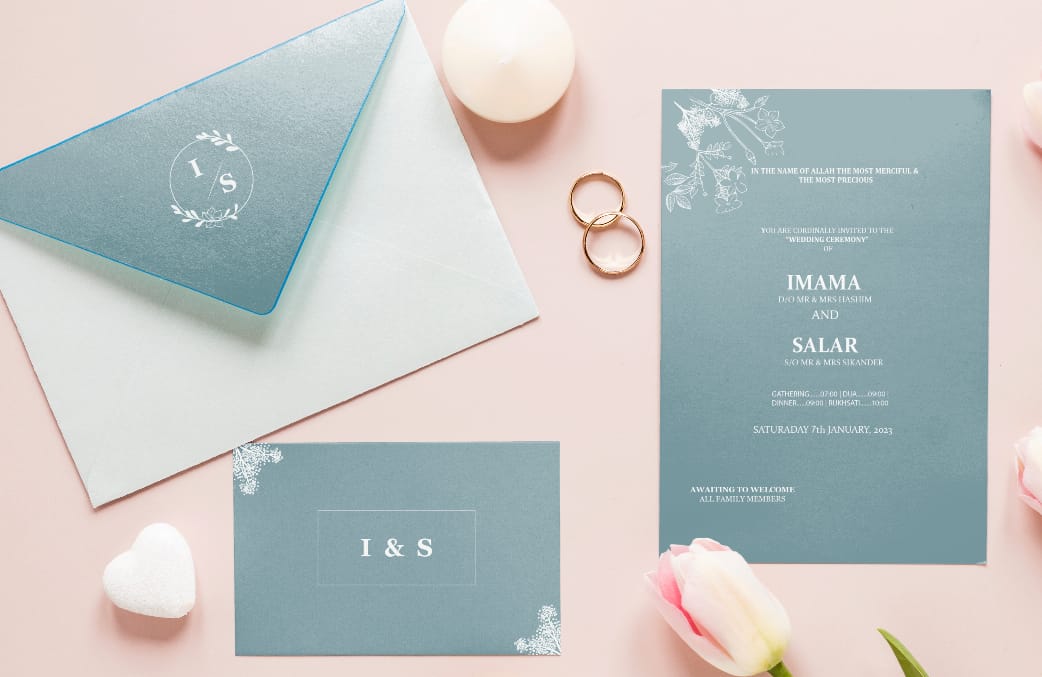 I
S
IN THE NAME OF ALLAH THE MOST MERCIFUL &
THE MOST PRECIOUS
YOU ARE CORDIALLY INVITED TO THE
"WEDDING CEREMONY"
OF
IMAMA
D/O MR & MRS HASHIM
AND
SALAR
S/O MR & MRS SIKANDER
GATHERING.....07:00 | DUA......09:00 |
DINNER.....09:00 | RUKHSATI.......10:00
SATURADAY 7th JANUARY, 2023
AWAITING TO WELCOME
ALL FAMILY MEMBERS
I & S